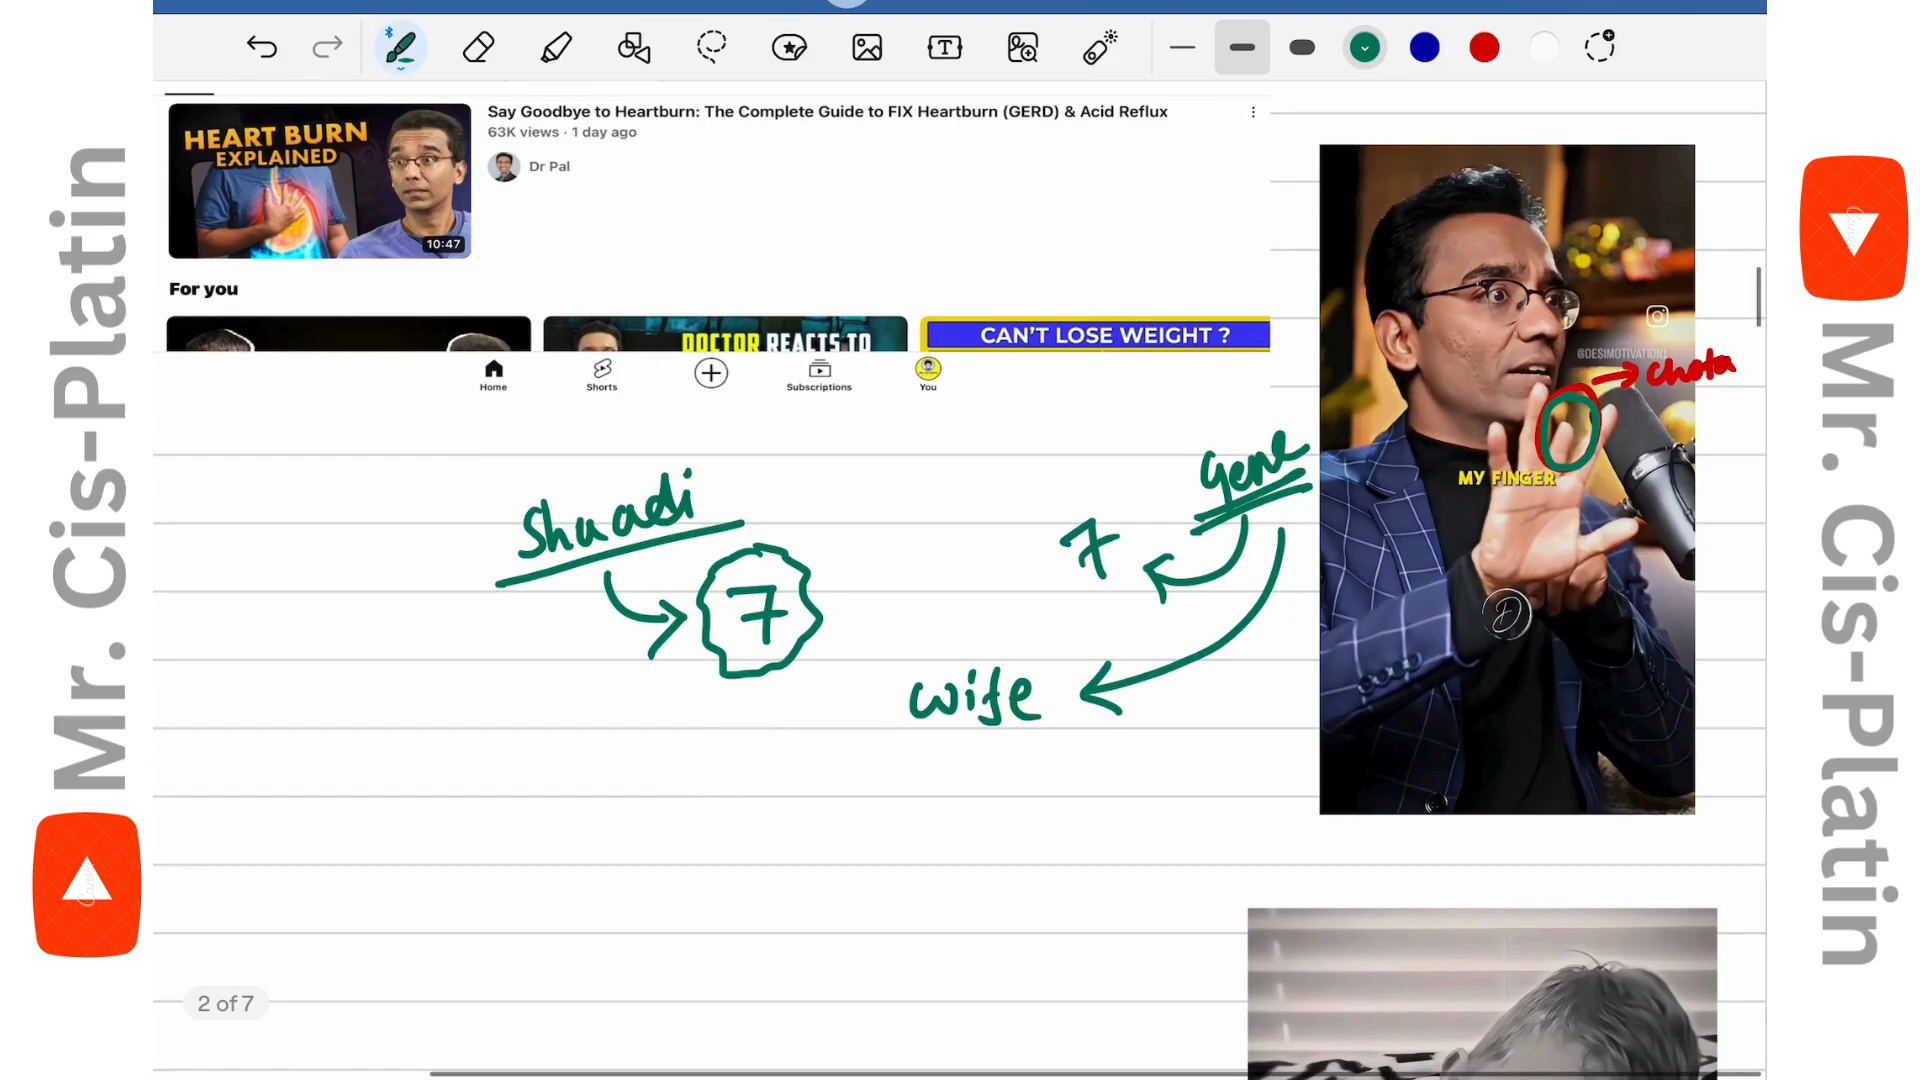 Mr. Cis-Platin
HEART BURN
EXPLAINED
10:47
Say Goodbye to Heartburn: The Complete Guide to FIX Heartburn (GERD) & Acid Reflux
63K views · 1 day ago
Dr Pal
For you
DOCTOR REACTS TO
CAN'T LOSE WEIGHT ?
Home
Shorts
Subscriptions
You
@DESIMOTIVATION1
chota
MY FINGER
Gene
Shaadi
7
7
wife
D
2 of 7
Mr. Cis-Platin